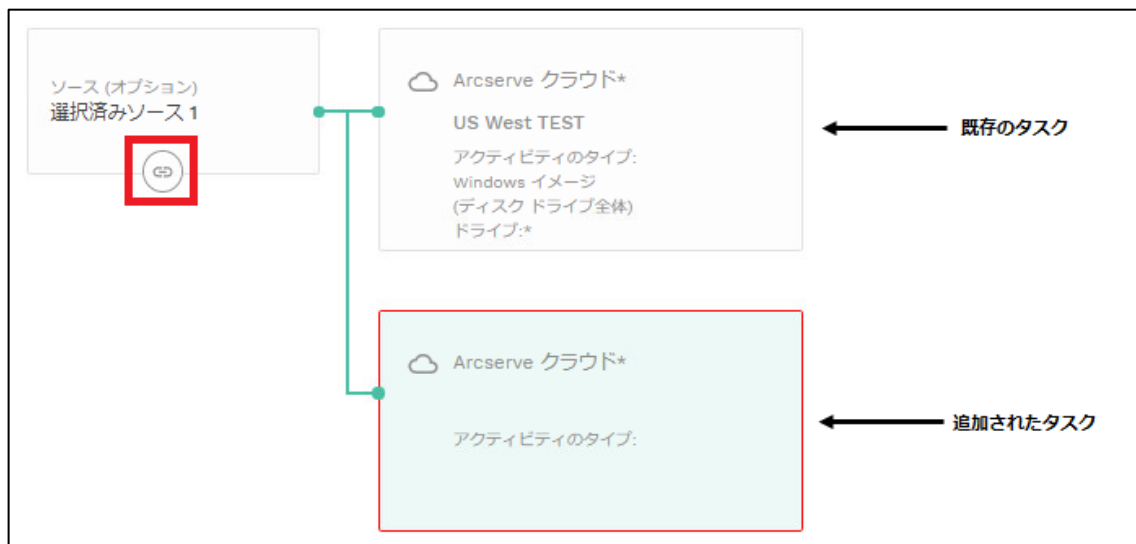 ソース (オプション)
選択済みソース 1
Arcserve クラウド*
US West TEST
アクティビティのタイプ:
Windows イメージ
(ディスク ドライブ全体)
ドライブ:*
既存のタスク
Arcserve クラウド*
アクティビティのタイプ:
追加されたタスク